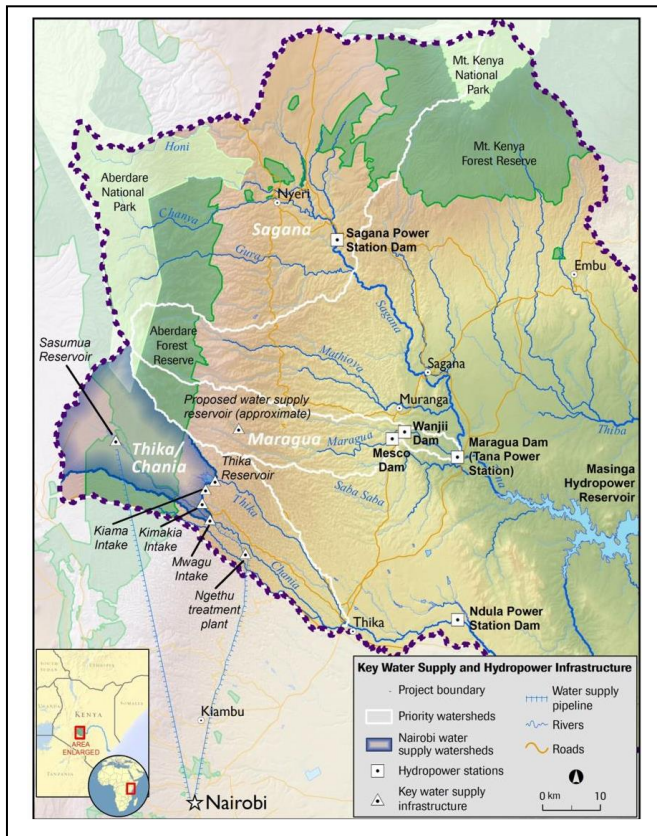 Mt. Kenya
National
Park
Mt. Kenya
Forest Reserve
Honi
Aberdare
National
Park
Nyeri
Chanya
Sagana
Sagana Power
Station Dam
Gura
Embu
Sagana
Sasumua
Reservoir
Aberdare
Forest
Reserve
Mathioya
Sagana
Proposed water supply
reservoir (approximate)
Muranga
Thiba
Wanjii
Dam
Maragua
Maragua
Mesco
Dam
Maragua Dam
(Tana Power
Station)
Thika/
Chania
Thika
Reservoir
Masinga
Hydropower
Reservoir
Saba Saba
Thika
Kiama
Intake
Kimakia
Intake
Mwagu
Intake
Chania
Ngethu
treatment
plant
Thika
Ndula Power
Station Dam
Key Water Supply and Hydropower Infrastructure
Project boundary
Priority watersheds
Nairobi water
supply watersheds
Hydropower stations
Key water supply
infrastructure
Water supply
pipeline
Rivers
Roads
0 km 10
KENYA
AREA
ENLARGED
Kiambu
Nairobi